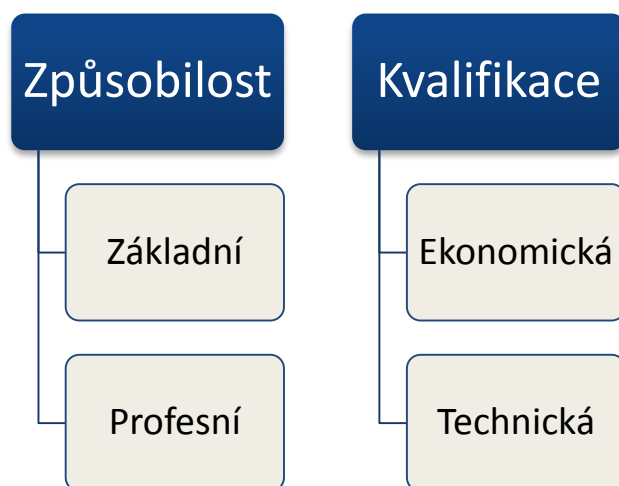 Způsobilost
Základní
Profesní
Kvalifikace
Ekonomická
Technická